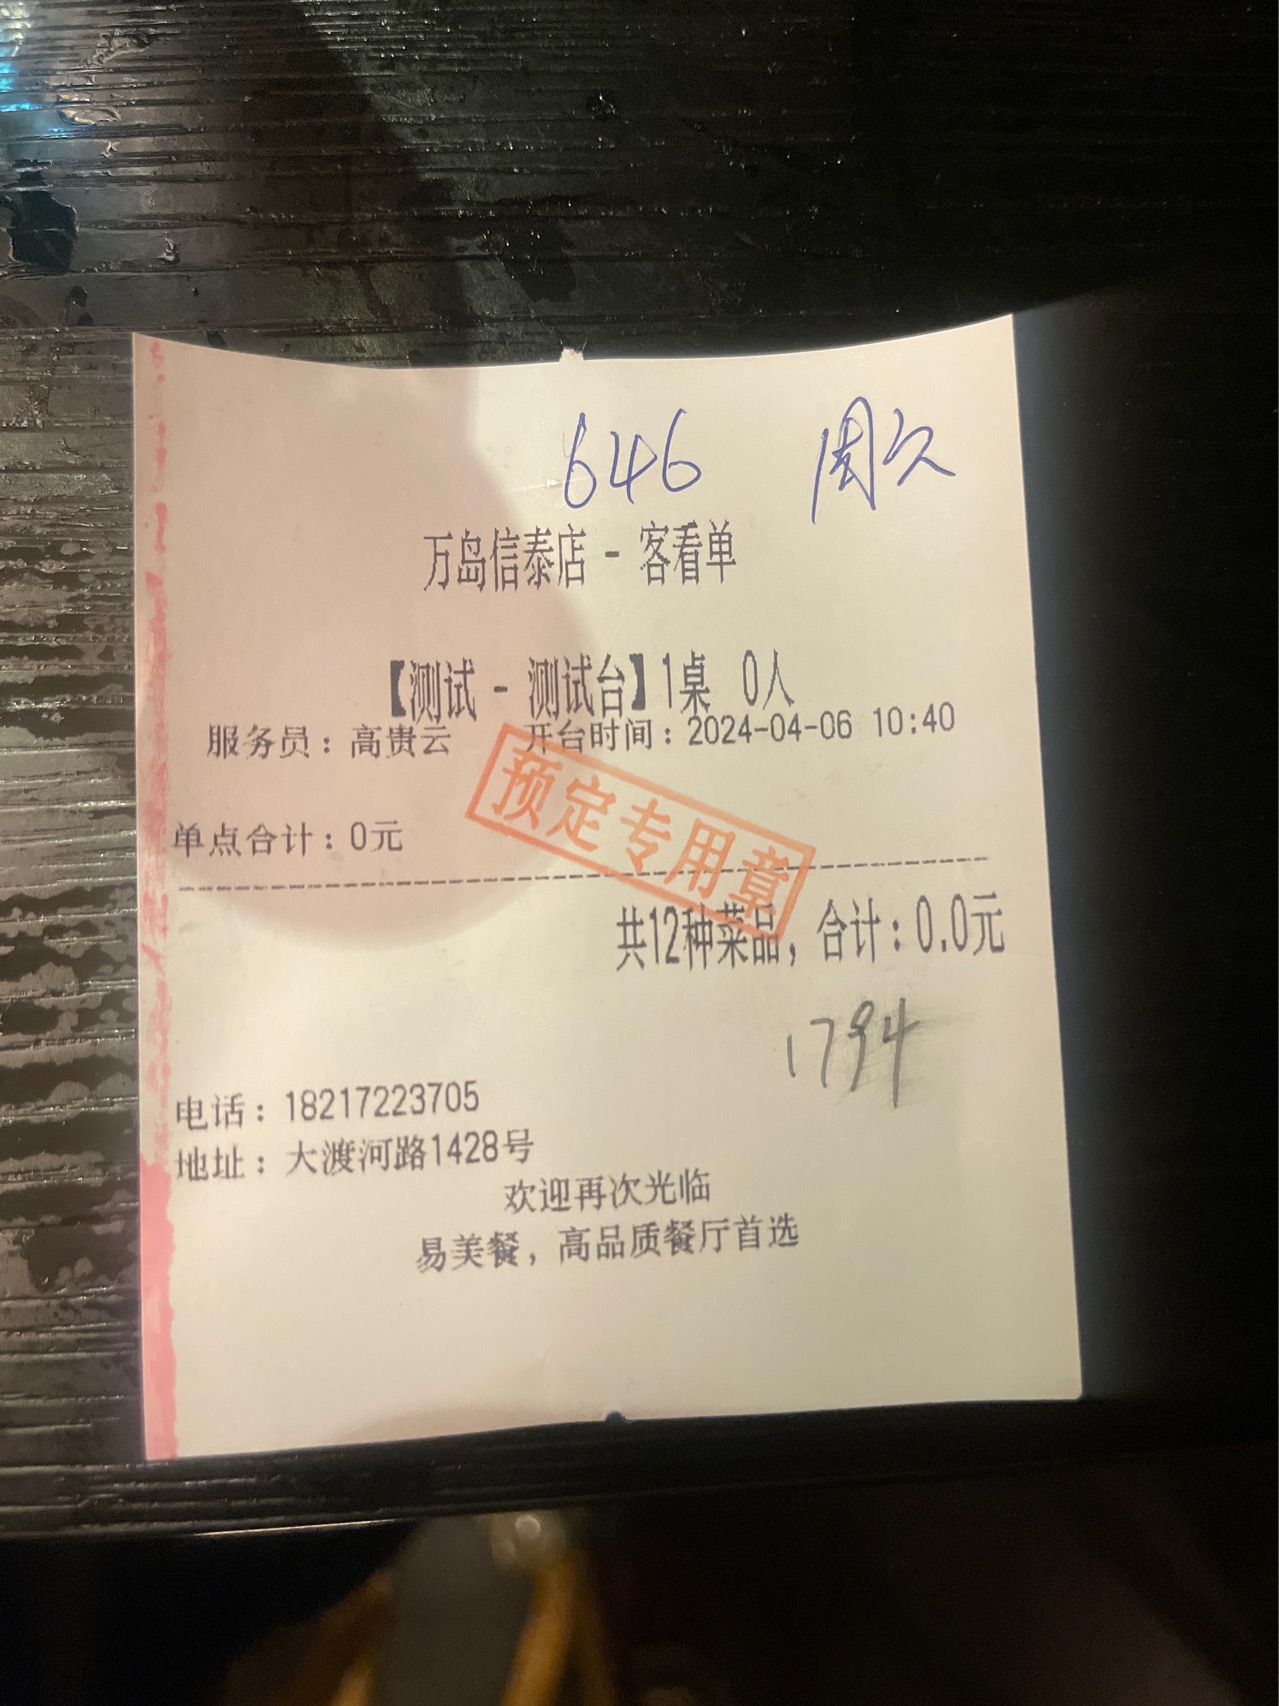 646 周久
万岛信泰店 - 客看单
【测试 - 测试台】1桌 0人
服务员：高贵云 开台时间：2024-04-06 10:40
预定专用章
单点合计：0元
共12种菜品，合计：0.0元
1794
电话：18217223705
地址：大渡河路1428号
欢迎再次光临
易美餐，高品质餐厅首选